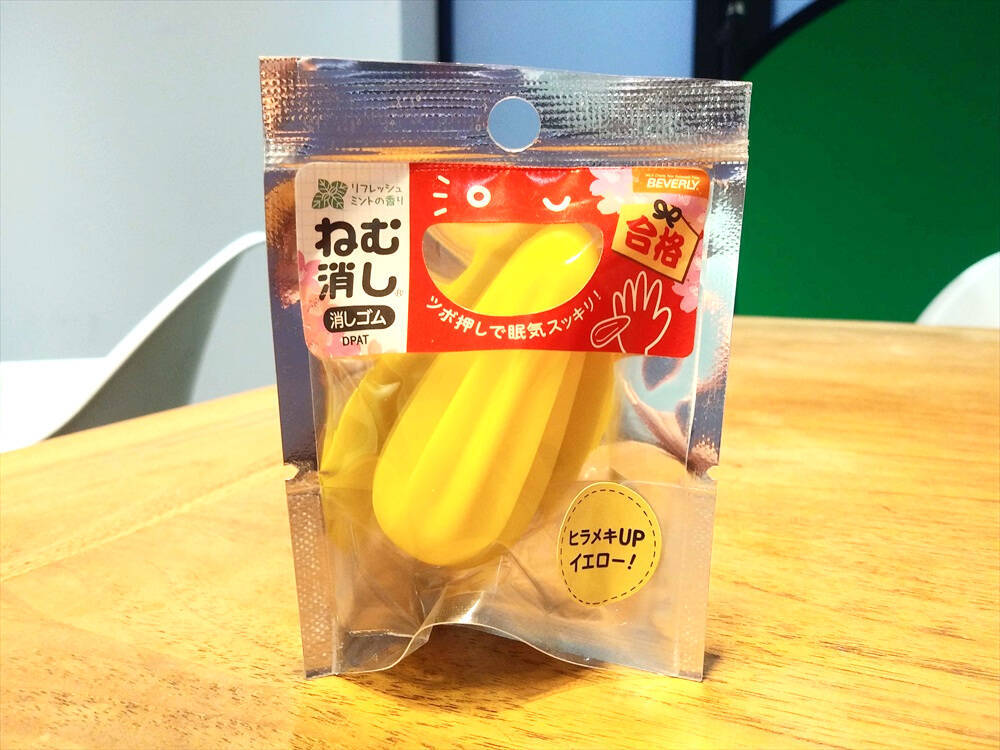 リフレッシュ
ミントの香り
ねむ
消し®
消しゴム
DPAT
BEVERLY
合格
ツボ押しで眠気スッキリ!
ヒラメキUP
イエロー!